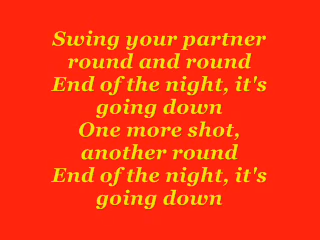 Swing your partner
round and round
End of the night, it's
going down
One more shot,
another round
End of the night, it's
going down